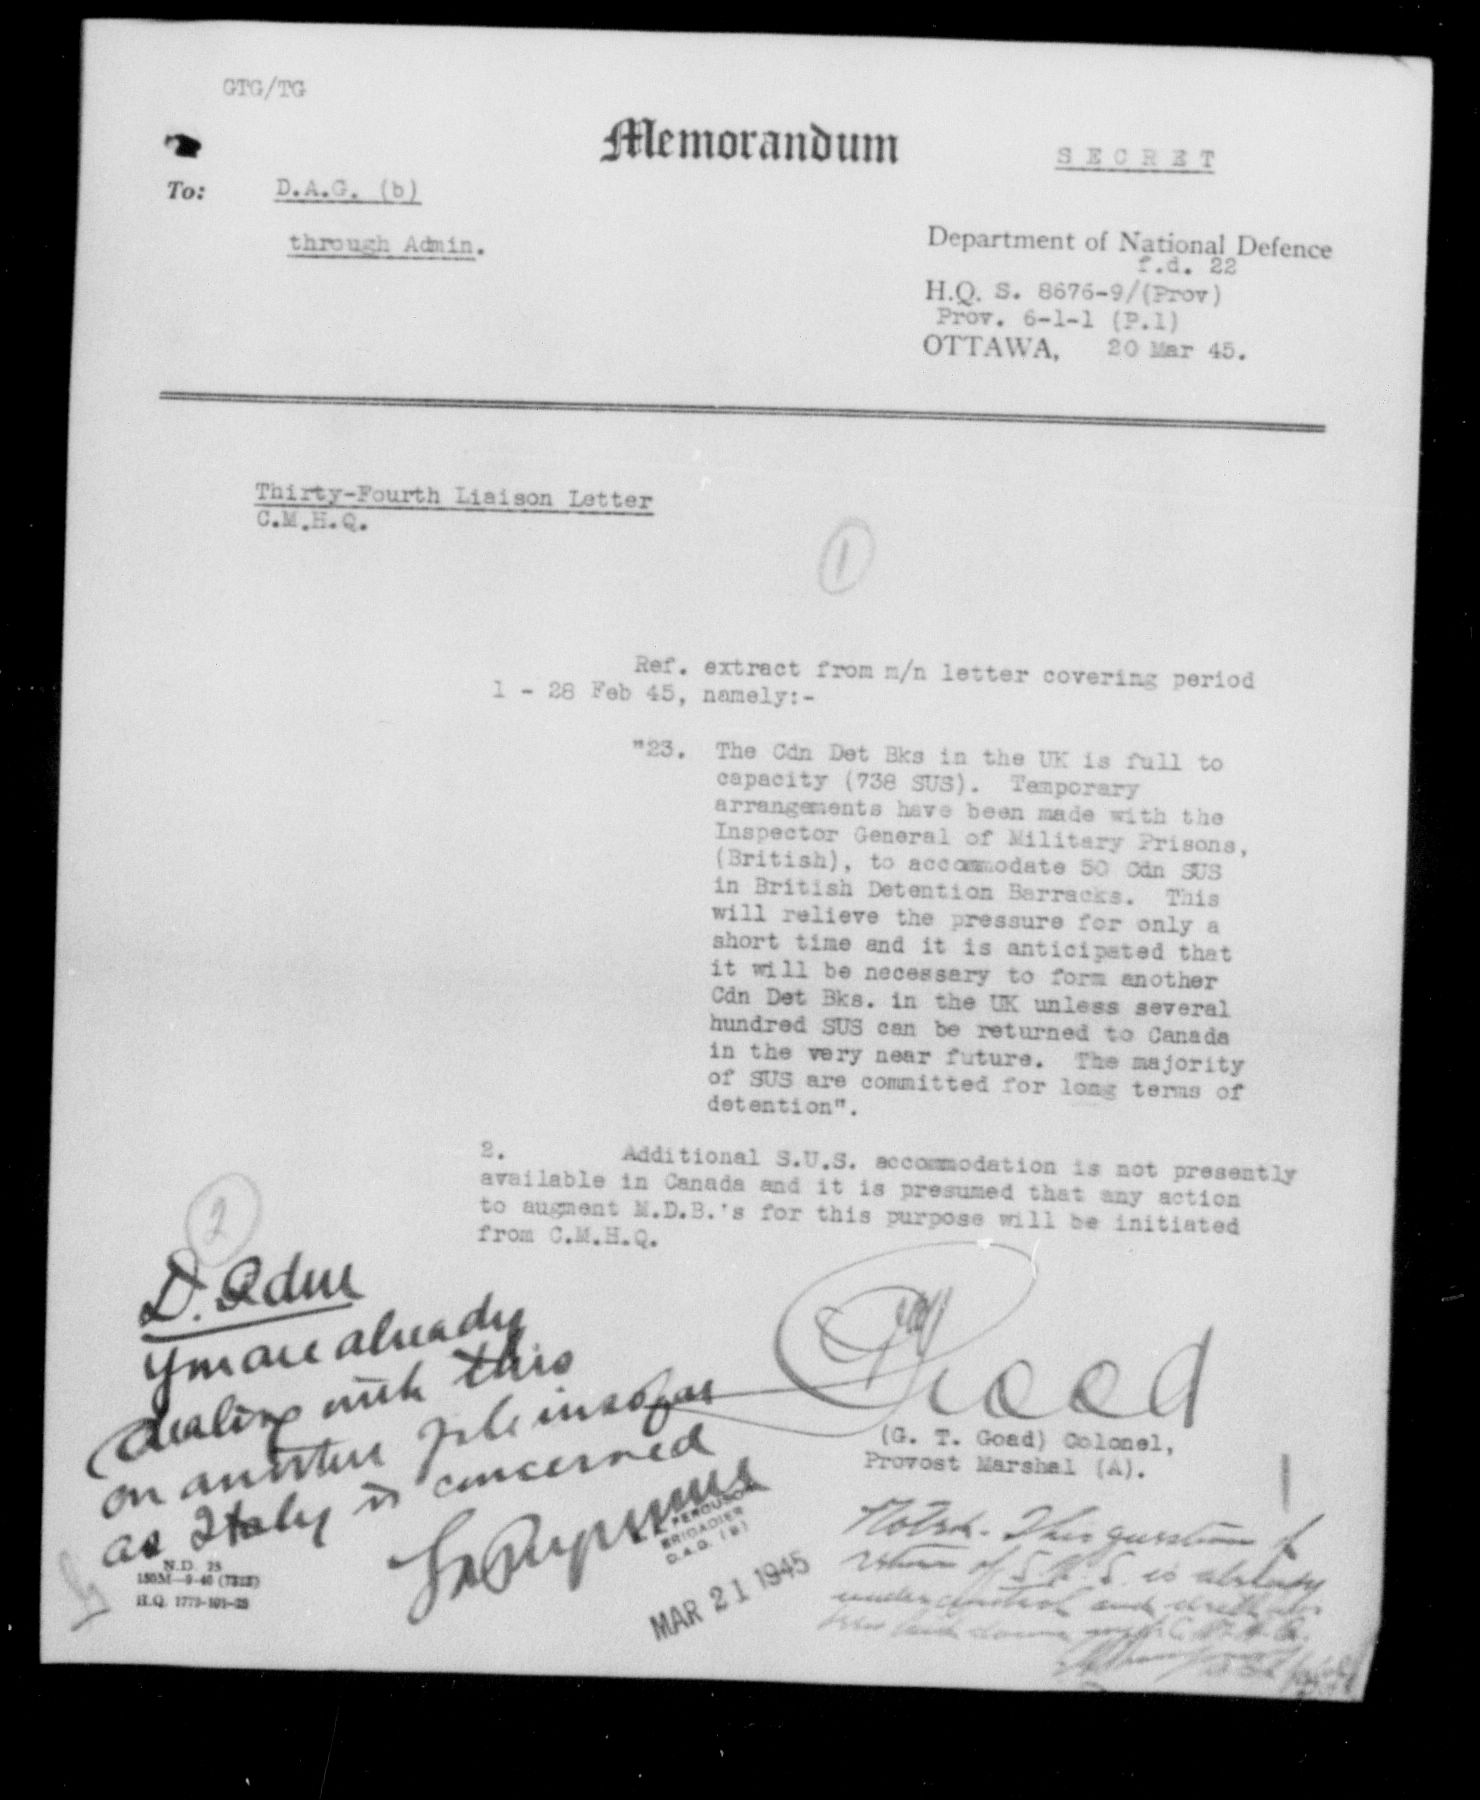 GTG/TG
Memorandum
S E C R E T
To: D.A.G. (b)
through Admin.
Department of National Defence
f.d. 22
H.Q. S. 8676-9/(Prov)
Prov. 6-1-1 (P.1)
OTTAWA, 20 Mar 45.
Thirty-Fourth Liaison Letter
C.M.H.Q.
1
Ref. extract from m/n letter covering period
1 - 28 Feb 45, namely:-
"23. The Cdn Det Bks in the UK is full to
capacity (738 SUS). Temporary
arrangements have been made with the
Inspector General of Military Prisons,
(British), to accommodate 50 Cdn SUS
in British Detention Barracks. This
will relieve the pressure for only a
short time and it is anticipated that
it will be necessary to form another
Cdn Det Bks. in the UK unless several
hundred SUS can be returned to Canada
in the very near future. The majority
of SUS are committed for long terms of
detention".
2. Additional S.U.S. accommodation is not presently
available in Canada and it is presumed that any action
to augment M.D.B.'s for this purpose will be initiated
from C.M.H.Q.
2
D. Adm
You are already
dealing with this
on another file insofar
as Italy is concerned
(G. T. Goad) Colonel,
Provost Marshal (A).
FERGUSON
BRIGADIER
D.A.G. (B)
MAR 21 1945
Noted. This question of
return of S.U.S. is already
under control and
been laid down with C.M.H.Q.
N.D. 25
H.Q. 1772-101-25